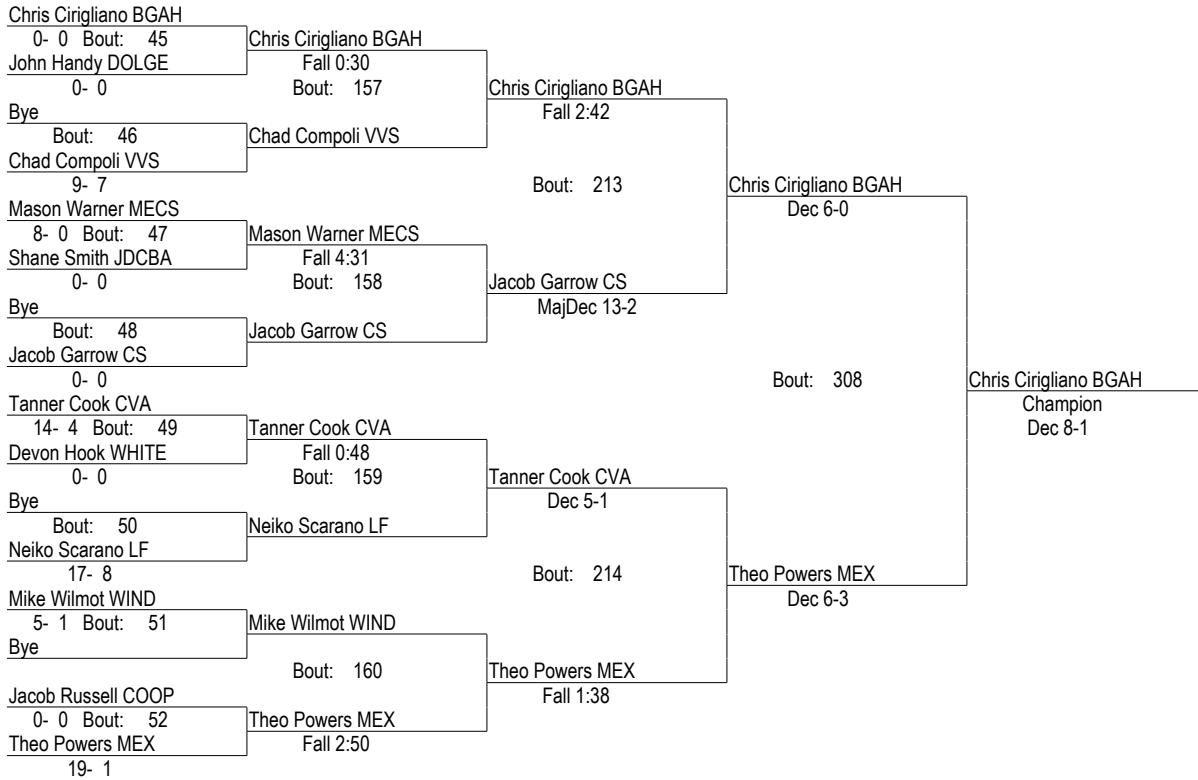 Chris Cirigliano BGAH
0- 0 Bout: 45
John Handy DOLGE
0- 0
Bye
Bout: 46
Chad Compoli VVS
9- 7
Mason Warner MECS
8- 0 Bout: 47
Shane Smith JDCBA
0- 0
Bye
Bout: 48
Jacob Garrow CS
0- 0
Tanner Cook CVA
14- 4 Bout: 49
Devon Hook WHITE
0- 0
Bye
Bout: 50
Neiko Scarano LF
17- 8
Mike Wilmot WIND
5- 1 Bout: 51
Bye
Jacob Russell COOP
0- 0 Bout: 52
Theo Powers MEX
19- 1
Chris Cirigliano BGAH
Fall 0:30
Bout: 157
Chad Compoli VVS
Mason Warner MECS
Fall 4:31
Bout: 158
Jacob Garrow CS
Tanner Cook CVA
Fall 0:48
Bout: 159
Neiko Scarano LF
Mike Wilmot WIND
Bout: 160
Theo Powers MEX
Fall 2:50
Chris Cirigliano BGAH
Fall 2:42
Bout: 213
Jacob Garrow CS
MajDec 13-2
Tanner Cook CVA
Dec 5-1
Bout: 214
Theo Powers MEX
Fall 1:38
Chris Cirigliano BGAH
Dec 6-0
Bout: 308
Theo Powers MEX
Dec 6-3
Chris Cirigliano BGAH
Champion
Dec 8-1